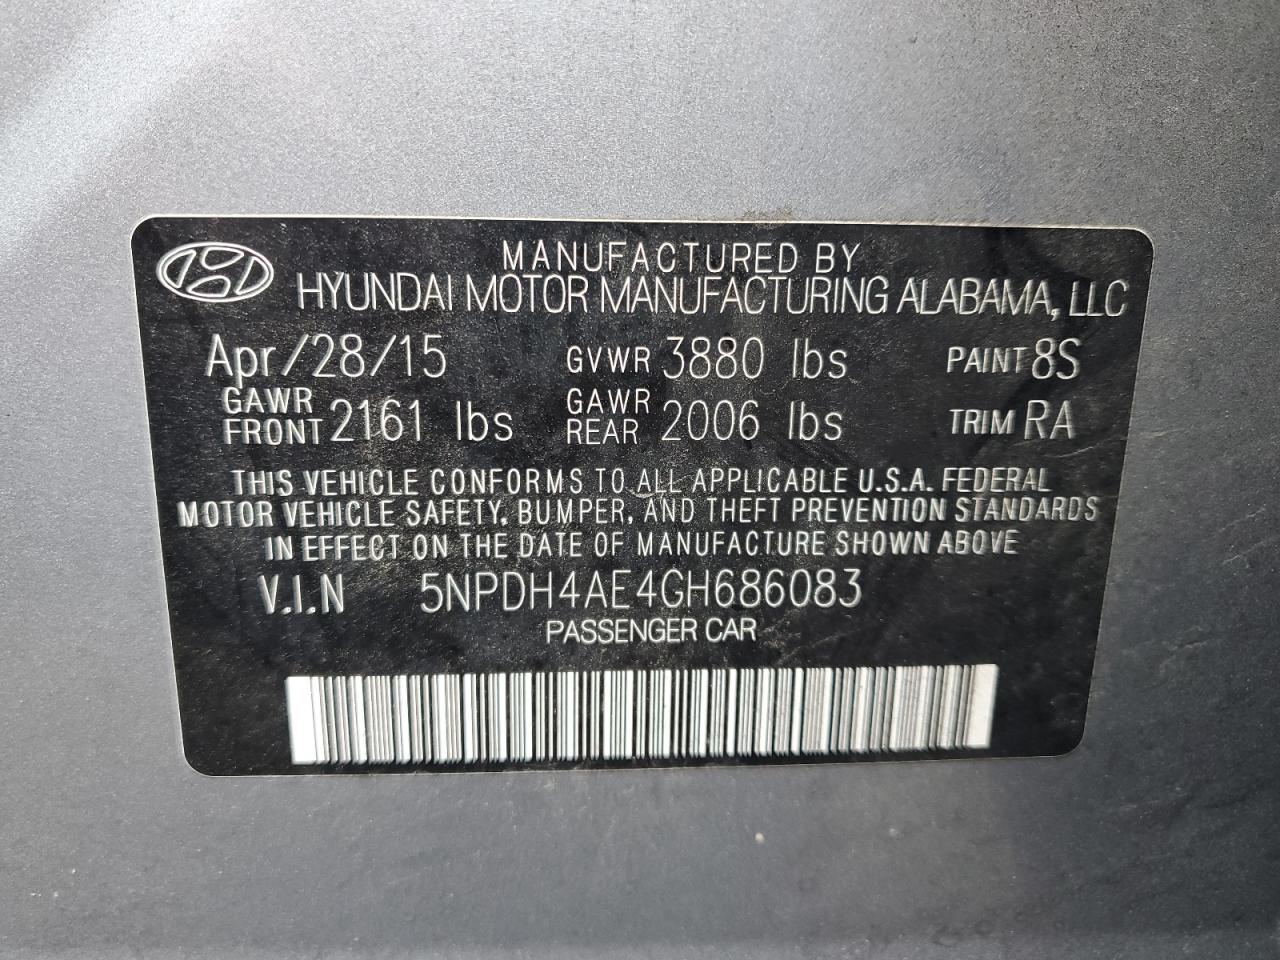 MANUFACTURED BY
HYUNDAI MOTOR MANUFACTURING ALABAMA, LLC
Apr/28/15 GVWR 3880 lbs PAINT 8S
GAWR FRONT 2161 lbs GAWR REAR 2006 lbs TRIM RA
THIS VEHICLE CONFORMS TO ALL APPLICABLE U.S.A. FEDERAL
MOTOR VEHICLE SAFETY, BUMPER, AND THEFT PREVENTION STANDARDS
IN EFFECT ON THE DATE OF MANUFACTURE SHOWN ABOVE
V.I.N 5NPDH4AE4GH686083
PASSENGER CAR